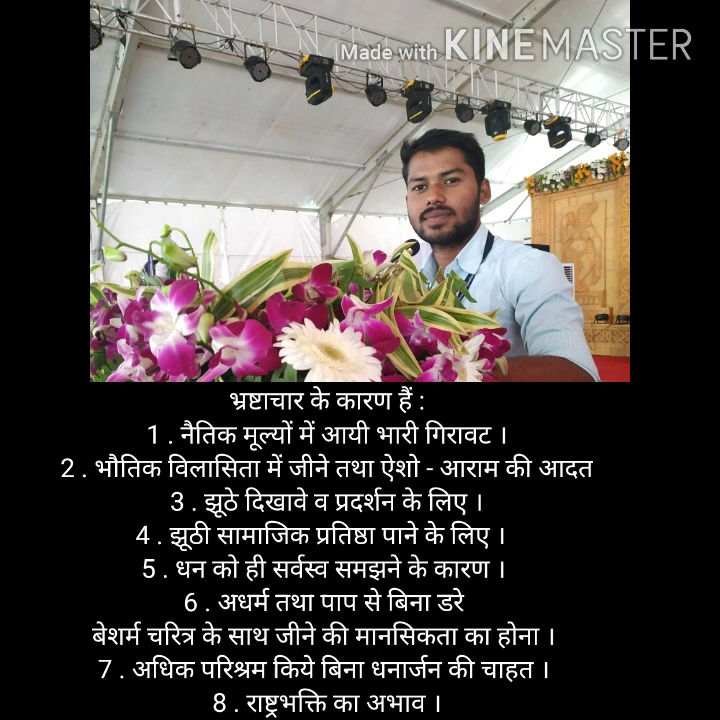 Made with KINEMASTER
भ्रष्टाचार के कारण हैं :
1 . नैतिक मूल्यों में आयी भारी गिरावट ।
2 . भौतिक विलासिता में जीने तथा ऐशो - आराम की आदत
3 . झूठे दिखावे व प्रदर्शन के लिए ।
4 . झूठी सामाजिक प्रतिष्ठा पाने के लिए ।
5 . धन को ही सर्वस्व समझने के कारण ।
6 . अधर्म तथा पाप से बिना डरे
बेशर्म चरित्र के साथ जीने की मानसिकता का होना ।
7 . अधिक परिश्रम किये बिना धनार्जन की चाहत ।
8 . राष्ट्रभक्ति का अभाव ।